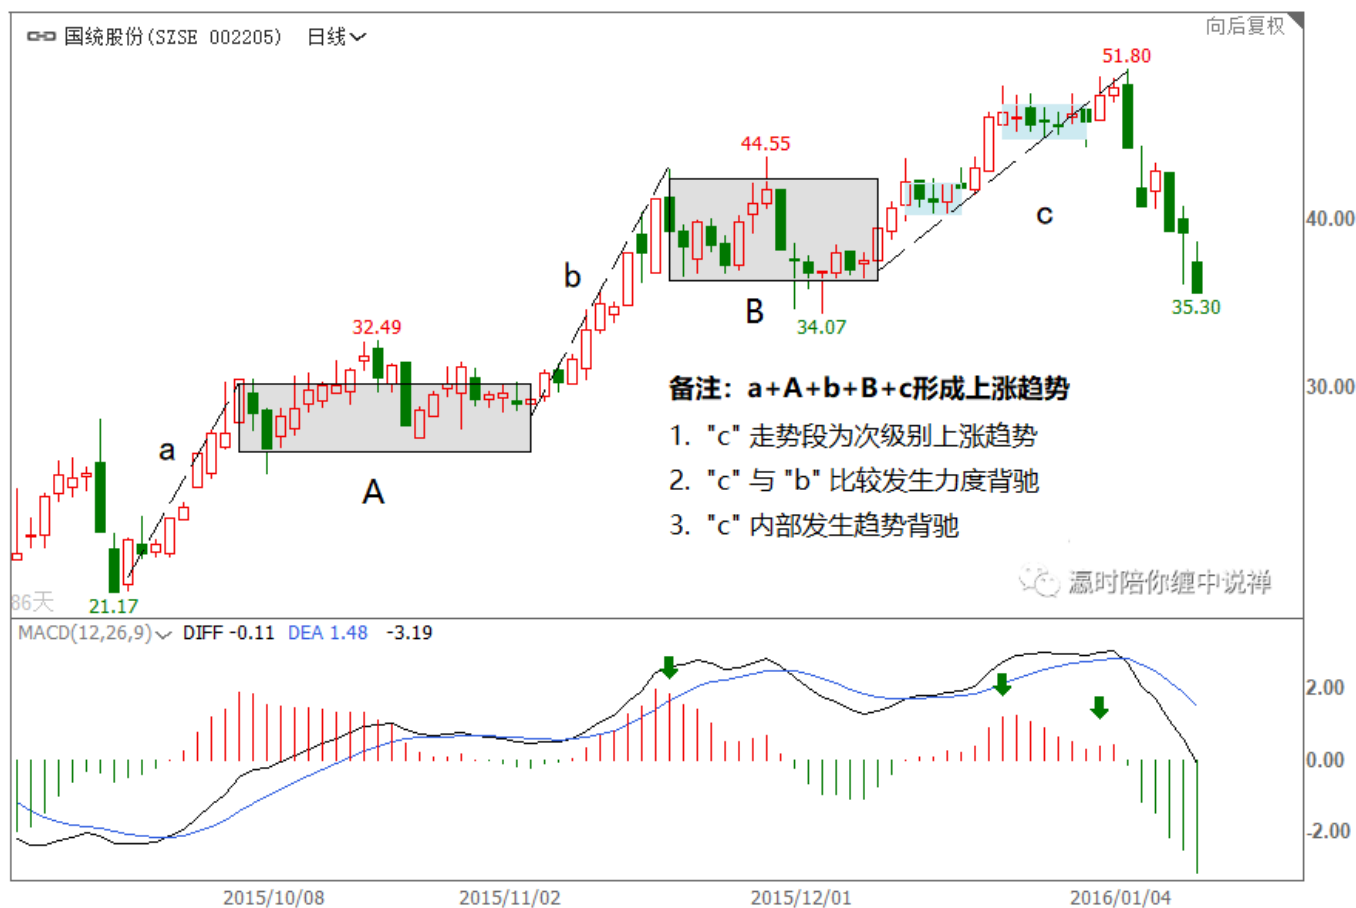 国统股份(SZSE 002205) 日线
向后复权
51.80
44.55
40.00
c
b
35.30
B
34.07
32.49
30.00
备注：a+A+b+B+c形成上涨趋势
a
1. "c" 走势段为次级别上涨趋势
2. "c" 与 "b" 比较发生力度背驰
A
3. "c" 内部发生趋势背驰
瀛时陪你缠中说禅
86天
21.17
MACD(12,26,9) DIFF -0.11 DEA 1.48 -3.19
2.00
0.00
-2.00
2015/10/08 2015/11/02 2015/12/01 2016/01/04